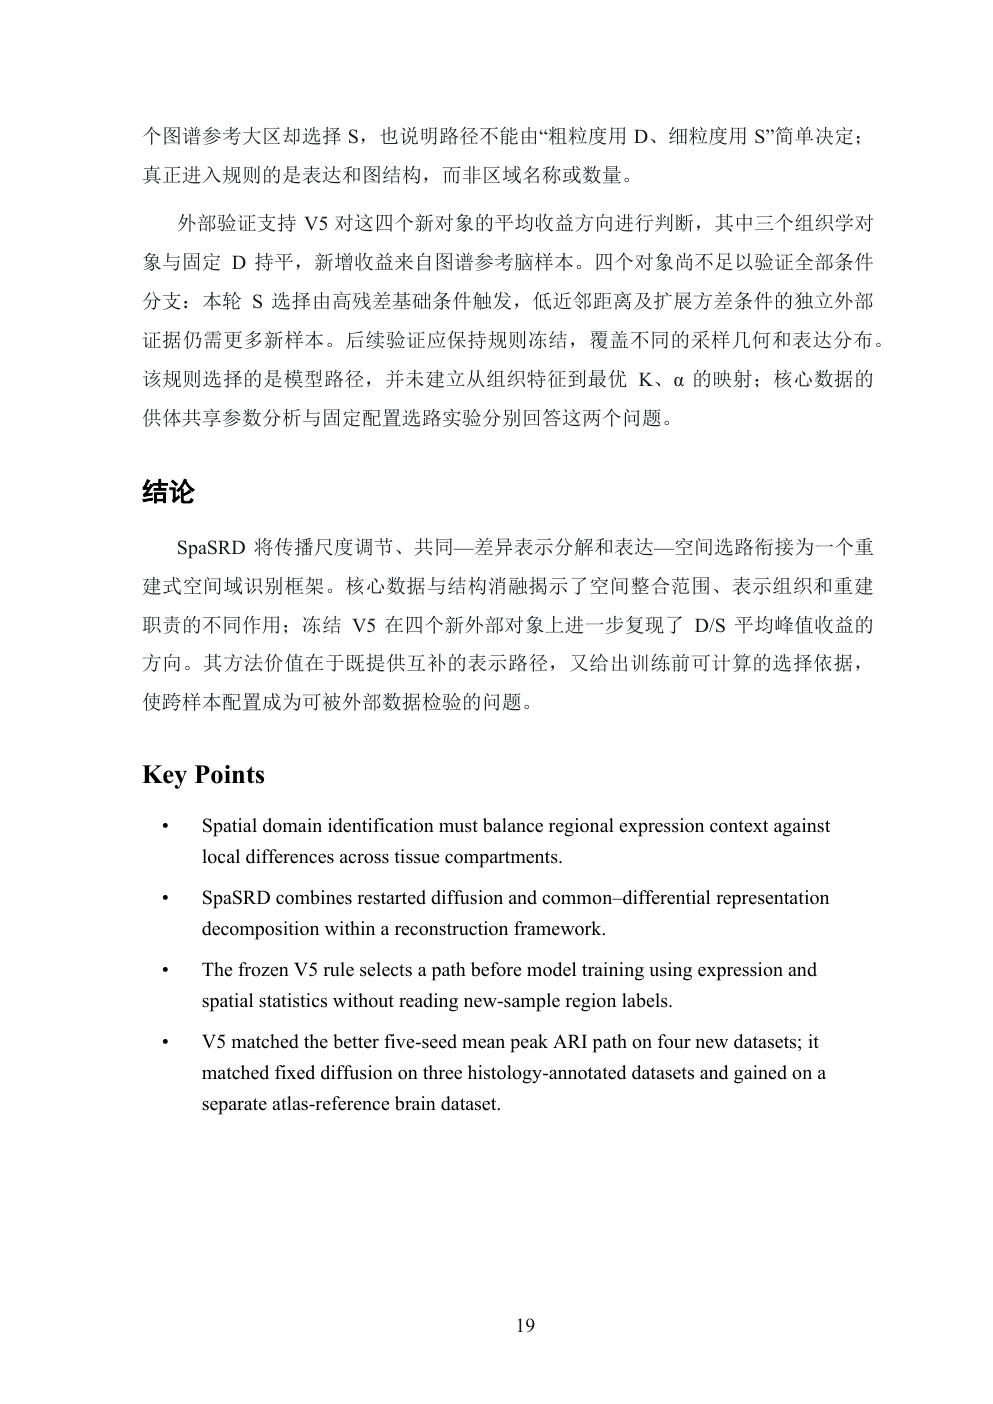 个图谱参考大区却选择 S，也说明路径不能由“粗粒度用 D、细粒度用 S”简单决定；
真正进入规则的是表达和图结构，而非区域名称或数量。
外部验证支持 V5 对这四个新对象的平均收益方向进行判断，其中三个组织学对
象与固定 D 持平，新增收益来自图谱参考脑样本。四个对象尚不足以验证全部条件
分支：本轮 S 选择由高残差基础条件触发，低近邻距离及扩展方差条件的独立外部
证据仍需更多新样本。后续验证应保持规则冻结，覆盖不同的采样几何和表达分布。
该规则选择的是模型路径，并未建立从组织特征到最优 K、α 的映射；核心数据的
供体共享参数分析与固定配置选路实验分别回答这两个问题。
结论
SpaSRD 将传播尺度调节、共同—差异表示分解和表达—空间选路衔接为一个重
建式空间域识别框架。核心数据与结构消融揭示了空间整合范围、表示组织和重建
职责的不同作用；冻结 V5 在四个新外部对象上进一步复现了 D/S 平均峰值收益的
方向。其方法价值在于既提供互补的表示路径，又给出训练前可计算的选择依据，
使跨样本配置成为可被外部数据检验的问题。
Key Points
• Spatial domain identification must balance regional expression context against
local differences across tissue compartments.
• SpaSRD combines restarted diffusion and common–differential representation
decomposition within a reconstruction framework.
• The frozen V5 rule selects a path before model training using expression and
spatial statistics without reading new-sample region labels.
• V5 matched the better five-seed mean peak ARI path on four new datasets; it
matched fixed diffusion on three histology-annotated datasets and gained on a
separate atlas-reference brain dataset.
19